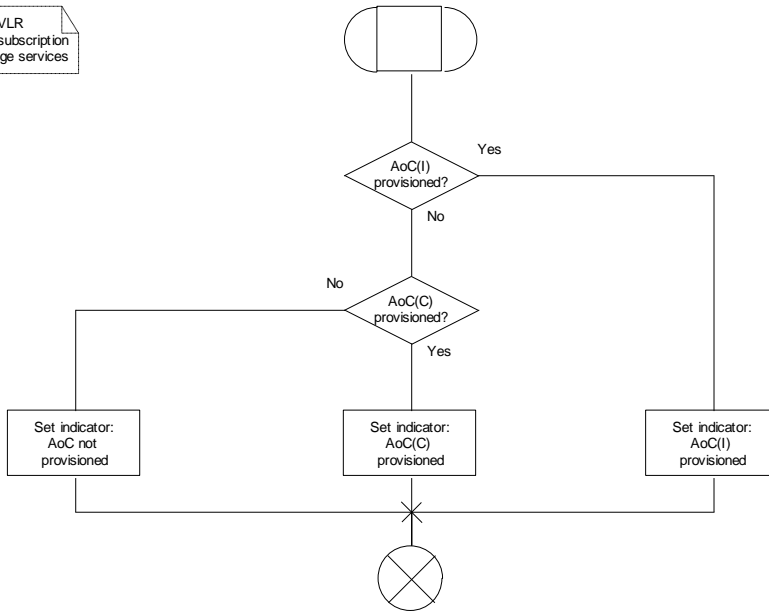 VLR
subscription
ge services
Yes
AoC(I)
provisioned?
No
No
AoC(C)
provisioned?
Yes
Set indicator:
AoC not
provisioned
Set indicator:
AoC(C)
provisioned
Set indicator:
AoC(I)
provisioned